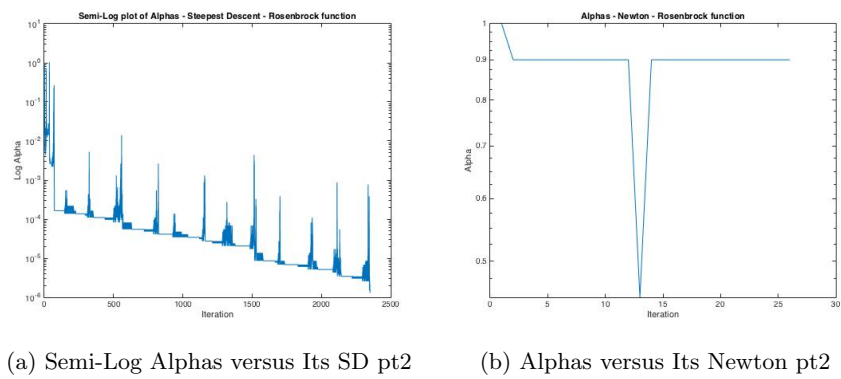 Semi-Log plot of Alphas - Steepest Descent - Rosenbrock function
Log Alpha
10^1
10^0
10^-1
10^-2
10^-3
10^-4
10^-5
10^-6
0 500 1000 1500 2000 2500
Iteration
Alphas - Newton - Rosenbrock function
Alpha
1
0.9
0.8
0.7
0.6
0.5
0 5 10 15 20 25 30
Iteration
(a) Semi-Log Alphas versus Its SD pt2
(b) Alphas versus Its Newton pt2